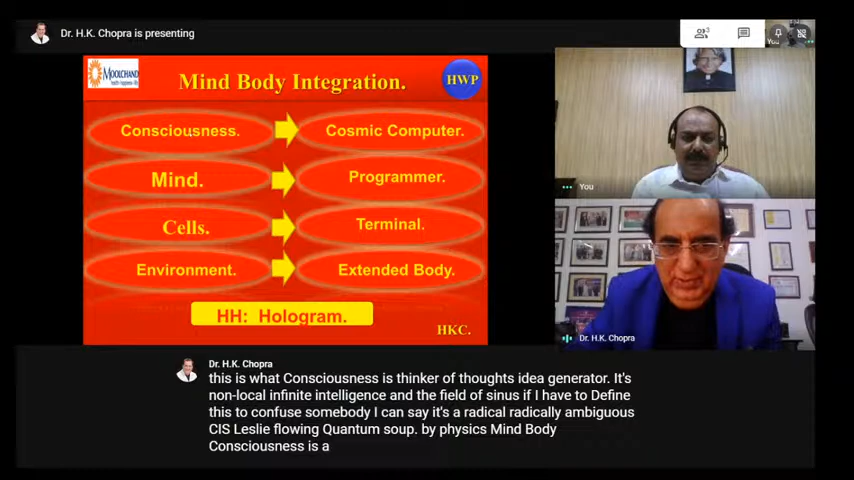 Dr. H.K. Chopra is presenting
3
You
MOOLCHAND
Mind Body Integration.
HWP
Consciousness.
Cosmic Computer.
Mind.
Programmer.
Cells.
Terminal.
Environment.
Extended Body.
HH: Hologram.
HKC.
You
Dr. H.K. Chopra
Dr. H.K. Chopra
this is what Consciousness is thinker of thoughts idea generator. It's
non-local infinite intelligence and the field of sinus if I have to Define
this to confuse somebody I can say it's a radical radically ambiguous
CIS Leslie flowing Quantum soup. by physics Mind Body
Consciousness is a